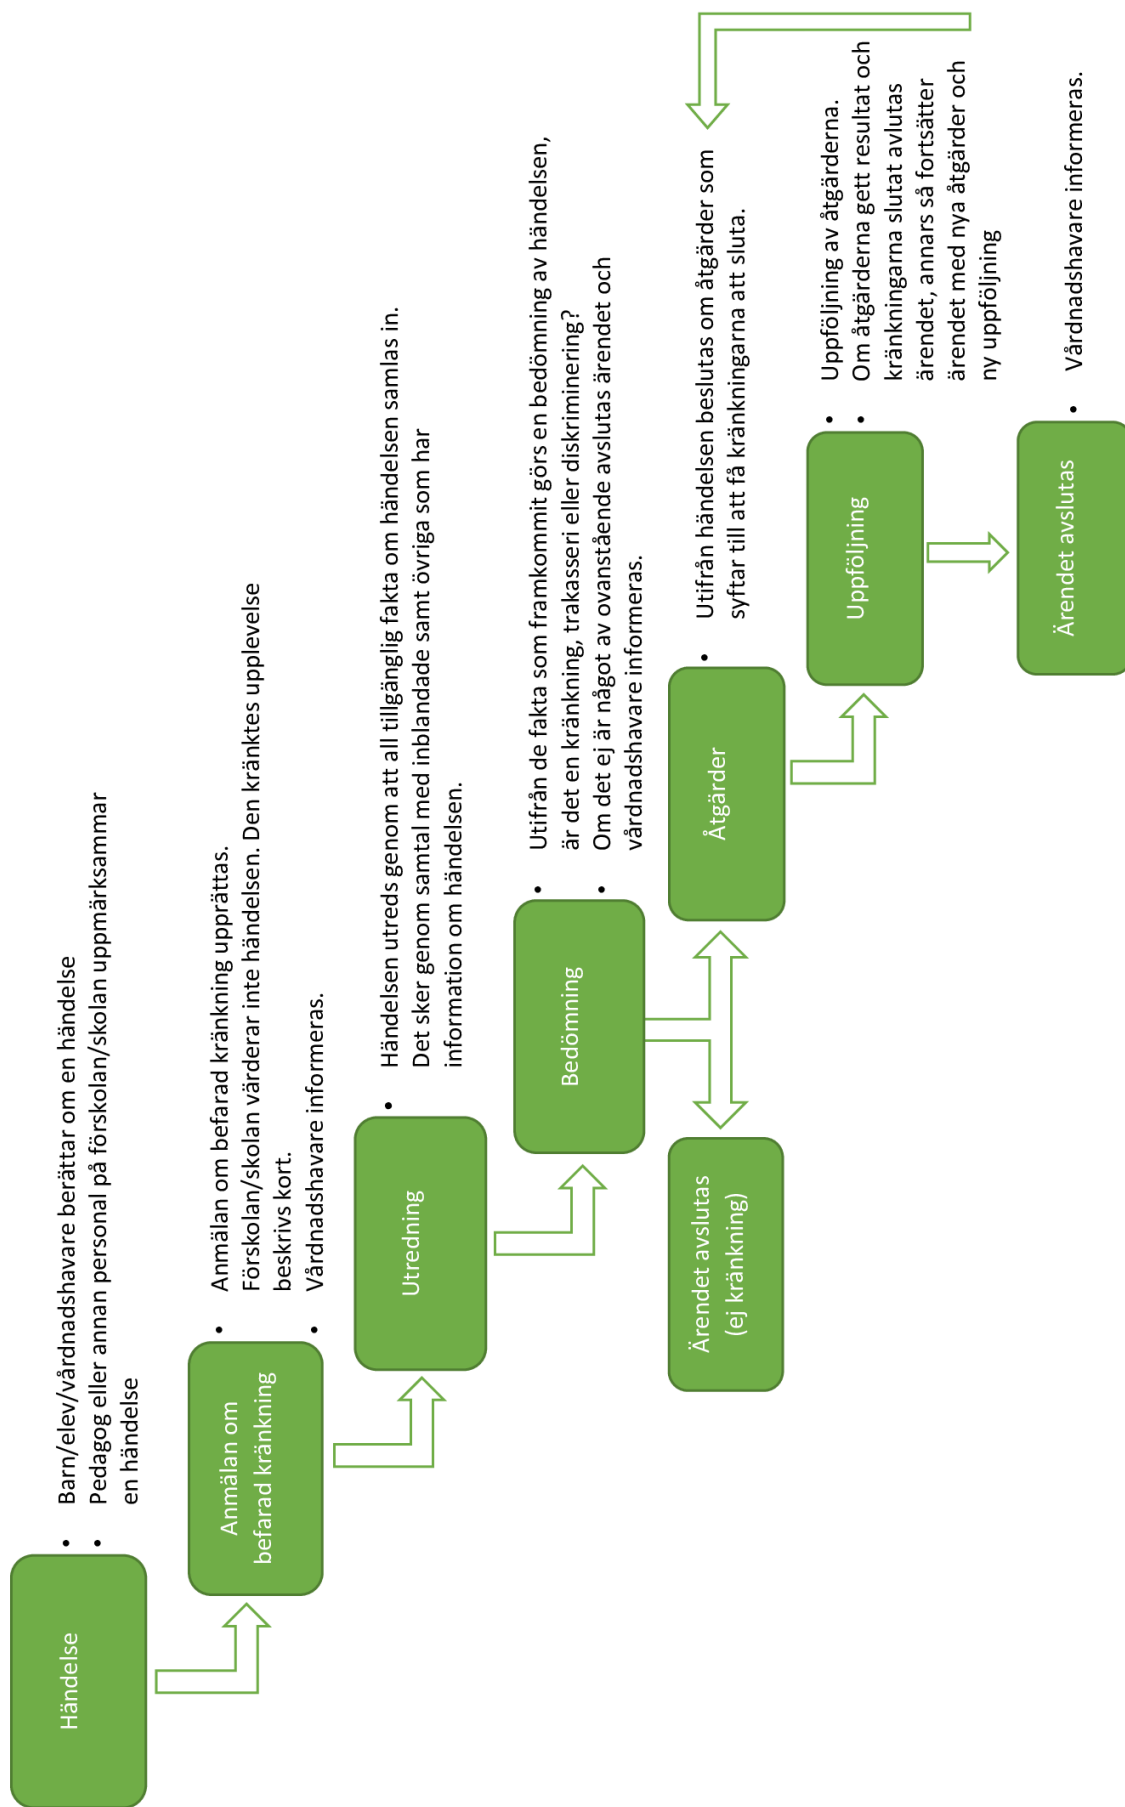 Händelse
• Barn/elev/vårdnadshavare berättar om en händelse
• Pedagog eller annan personal på förskolan/skolan uppmärksammar
en händelse
Anmälan om
befarad kränkning
• Anmälan om befarad kränkning upprättas.
Förskolan/skolan värderar inte händelsen. Den kränktes upplevelse
beskrivs kort.
• Vårdnadshavare informeras.
Utredning
• Händelsen utreds genom att all tillgänglig fakta om händelsen samlas in.
Det sker genom samtal med inblandade samt övriga som har
information om händelsen.
Bedömning
• Utifrån de fakta som framkommit görs en bedömning av händelsen,
är det en kränkning, trakasseri eller diskriminering?
• Om det ej är något av ovanstående avslutas ärendet och
vårdnadshavare informeras.
Ärendet avslutas
(ej kränkning)
Åtgärder
• Utifrån händelsen beslutas om åtgärder som
syftar till att få kränkningarna att sluta.
Uppföljning
• Uppföljning av åtgärderna.
• Om åtgärderna gett resultat och
kränkningarna slutat avlutas
ärendet, annars så fortsätter
ärendet med nya åtgärder och
ny uppföljning
Ärendet avslutas
• Vårdnadshavare informeras.